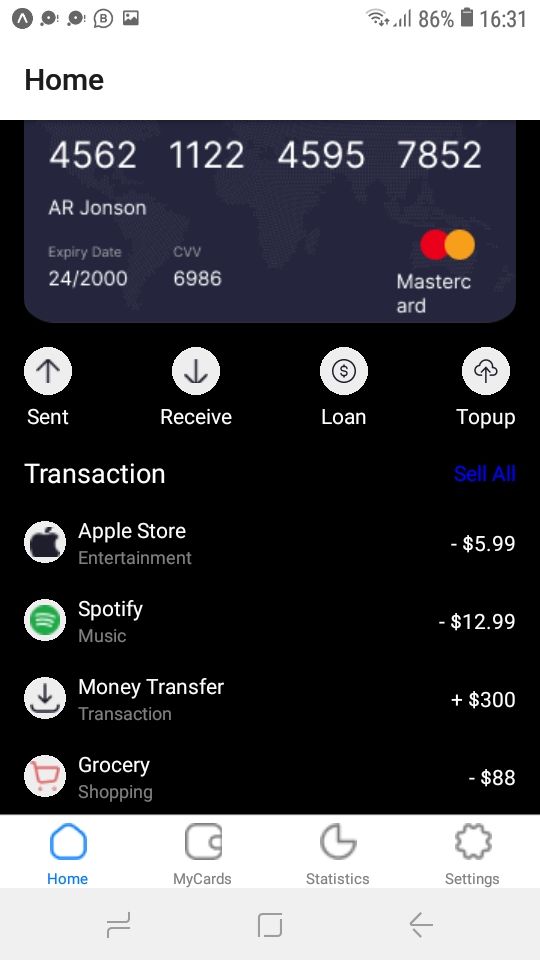 86% 16:31
Home
4562 1122 4595 7852
AR Jonson
Expiry Date CVV
24/2000 6986
Masterc
ard
Sent Receive Loan Topup
Transaction Sell All
Apple Store
Entertainment
- $5.99
Spotify
Music
- $12.99
Money Transfer
Transaction
+ $300
Grocery
Shopping
- $88
Home MyCards Statistics Settings